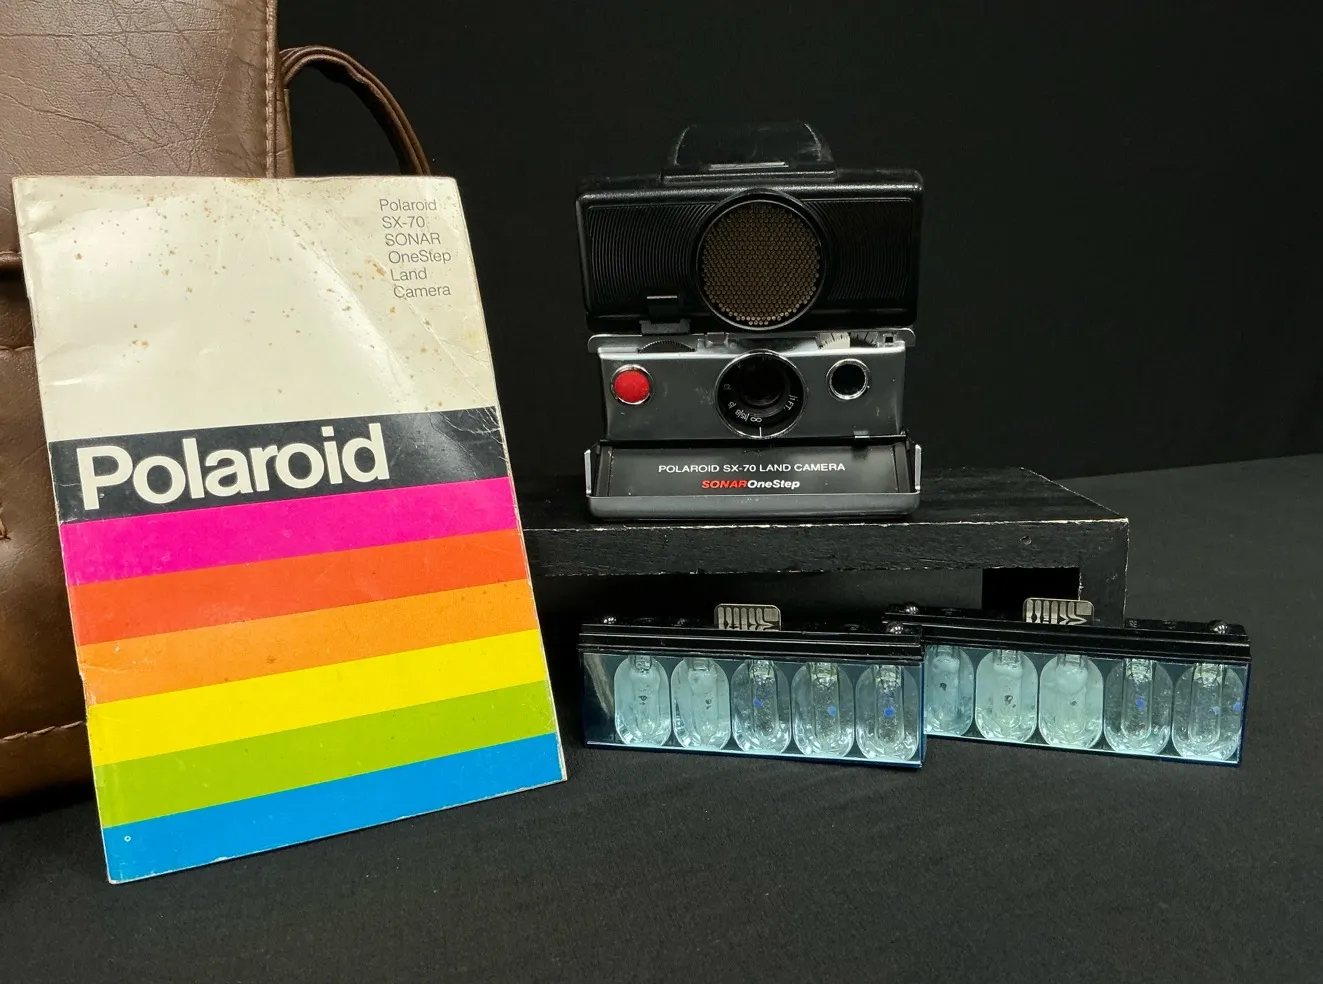 Polaroid
SX-70
SONAR
OneStep
Land
Camera
Polaroid
POLAROID SX-70 LAND CAMERA
SONAROneStep